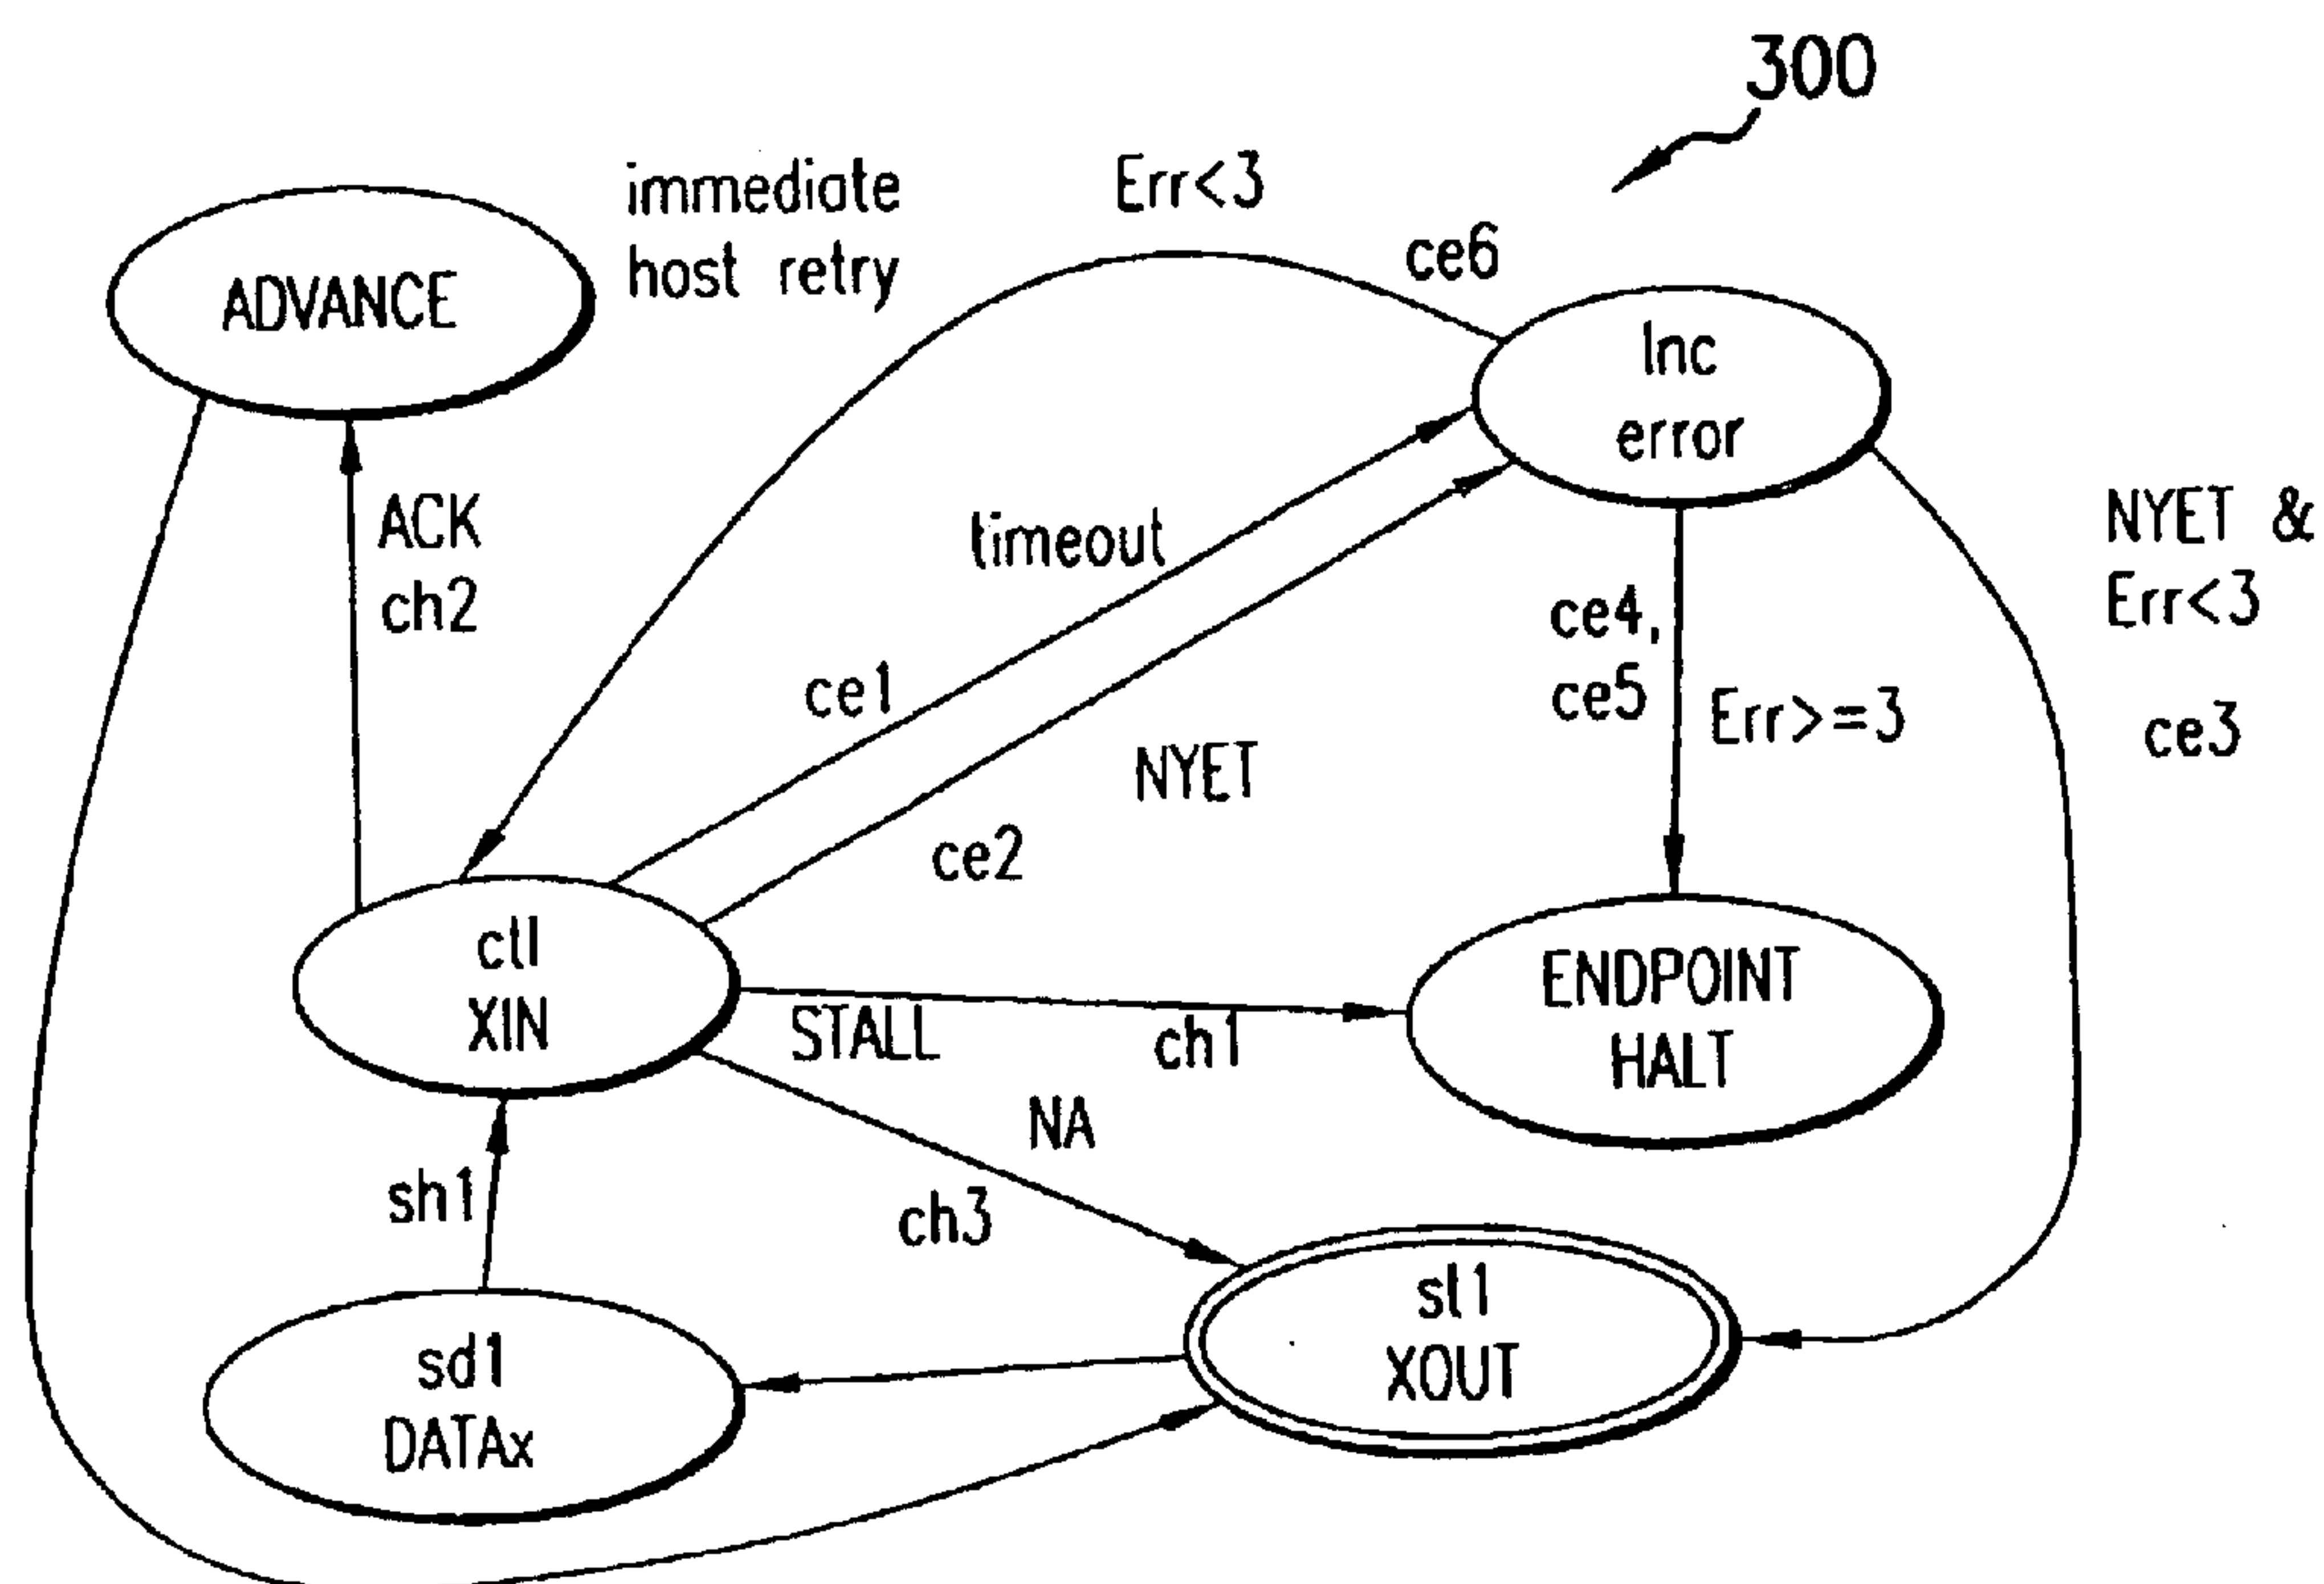 300
immediate
host retry
Err<3
ce6
ADVANCE
Inc
error
ACK
ch2
timeout
NYET &
Err<3
ce4,
ce5
Err>=3
ce3
ce1
NYET
ce2
ctl
XIN
ENDPOINT
HALT
STALL
ch1
NA
sh1
ch3
st1
XOUT
sd1
DATAx